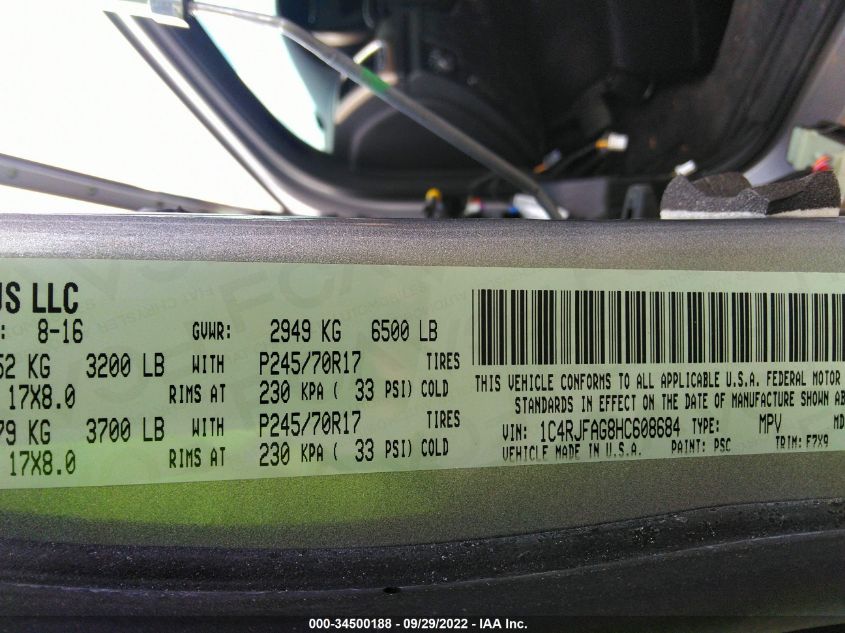 US LLC
: 8-16 GVWR: 2949 KG 6500 LB
52 KG 3200 LB WITH P245/70R17 TIRES
17X8.0 RIMS AT 230 KPA ( 33 PSI) COLD
79 KG 3700 LB WITH P245/70R17 TIRES
17X8.0 RIMS AT 230 KPA ( 33 PSI) COLD
THIS VEHICLE CONFORMS TO ALL APPLICABLE U.S.A. FEDERAL MOTOR
STANDARDS IN EFFECT ON THE DATE OF MANUFACTURE SHOWN AB
VIN: 1C4RJFAG8HC608684 TYPE: MPV MD
VEHICLE MADE IN U.S.A. PAINT: PSC TRIM: F7X9
000-34500188 - 09/29/2022 - IAA Inc.